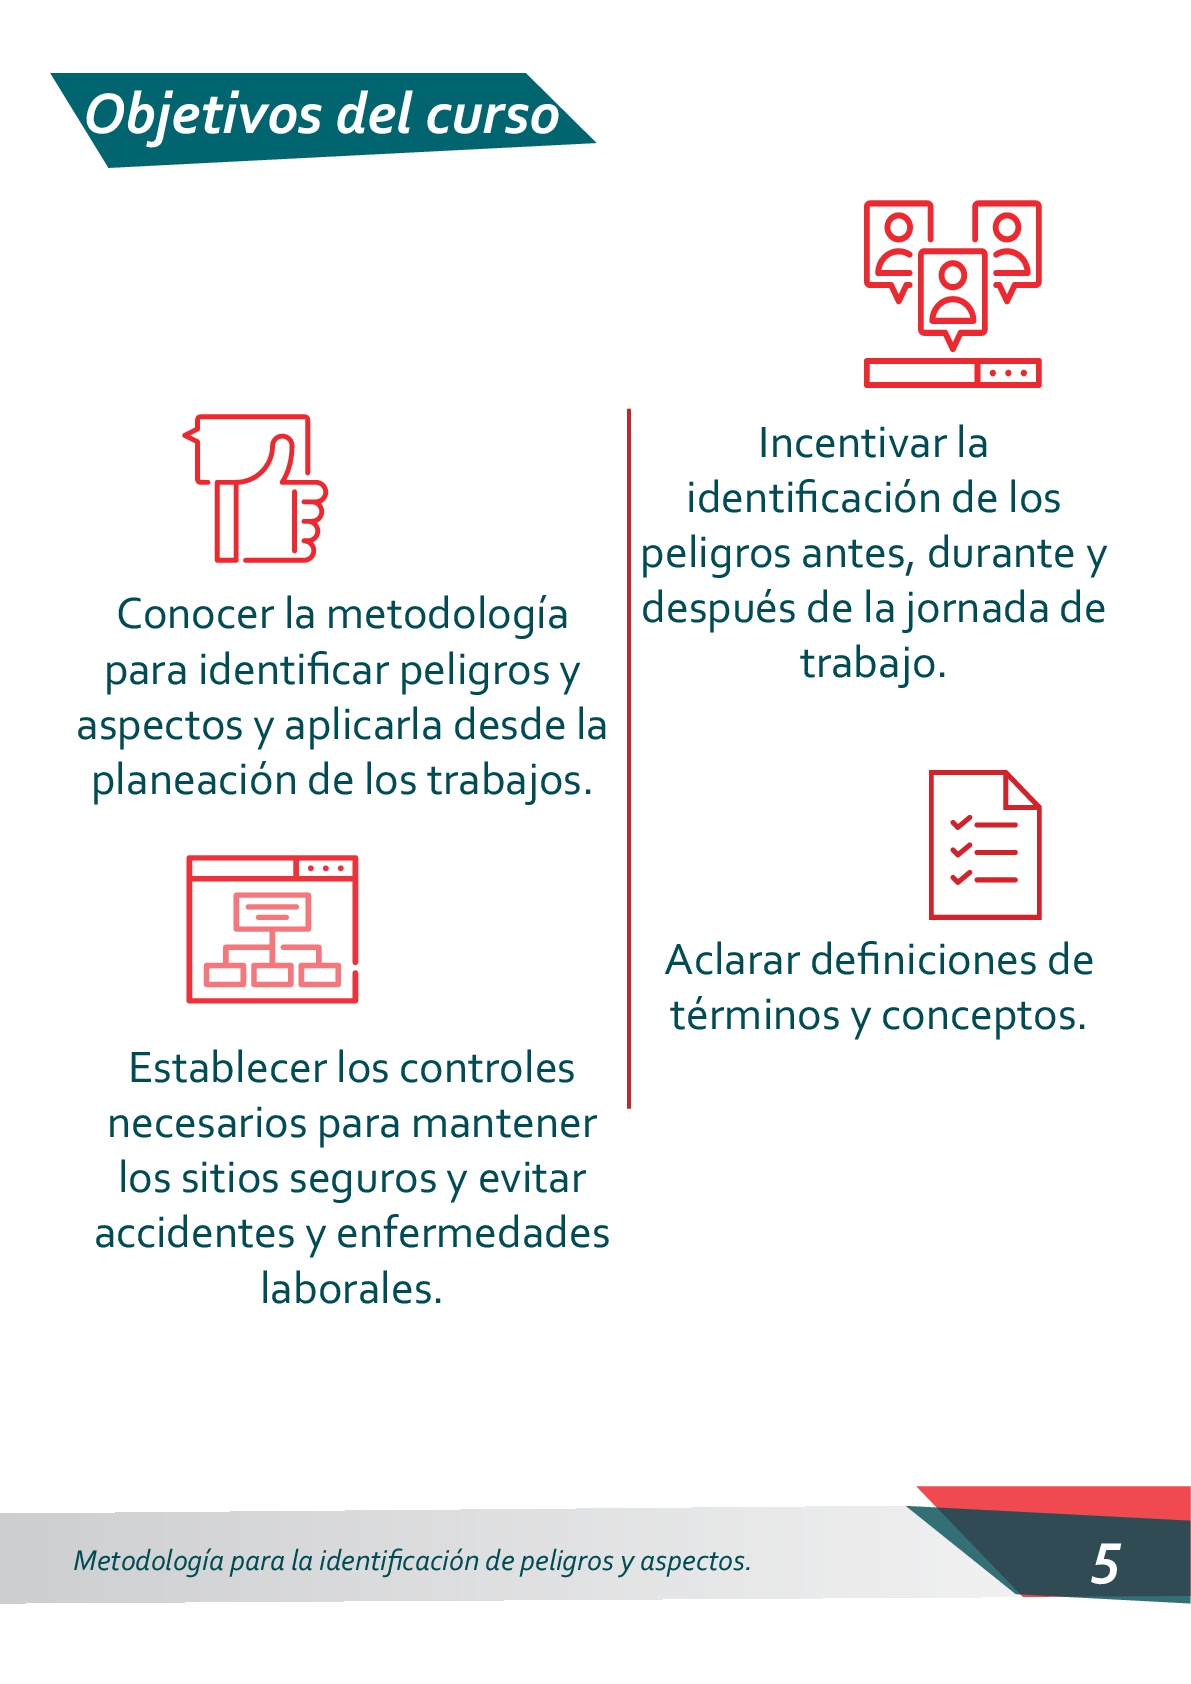 Objetivos del curso
Conocer la metodología
para identificar peligros y
aspectos y aplicarla desde la
planeación de los trabajos.
Establecer los controles
necesarios para mantener
los sitios seguros y evitar
accidentes y enfermedades
laborales.
Incentivar la
identificación de los
peligros antes, durante y
después de la jornada de
trabajo.
Aclarar definiciones de
términos y conceptos.
Metodología para la identificación de peligros y aspectos.
5